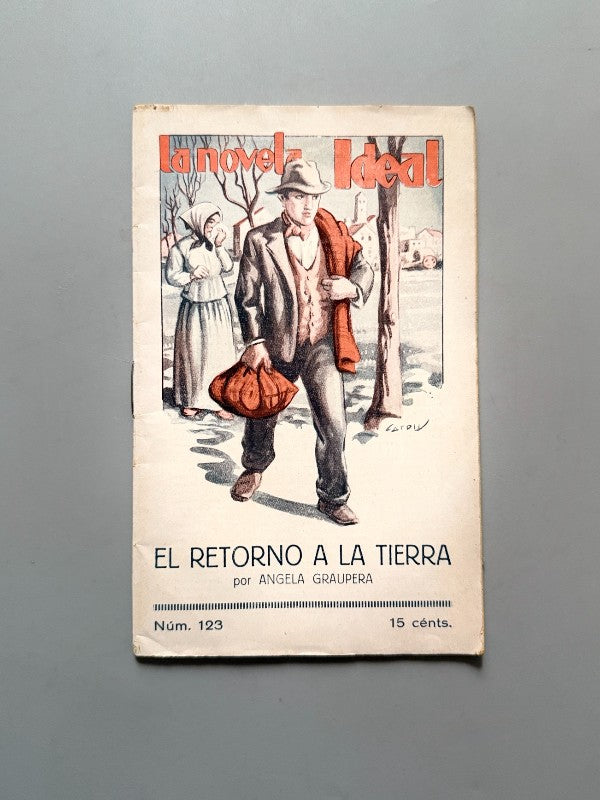 la novela Ideal
EL RETORNO A LA TIERRA
por ANGELA GRAUPERA
Núm. 123 15 cénts.